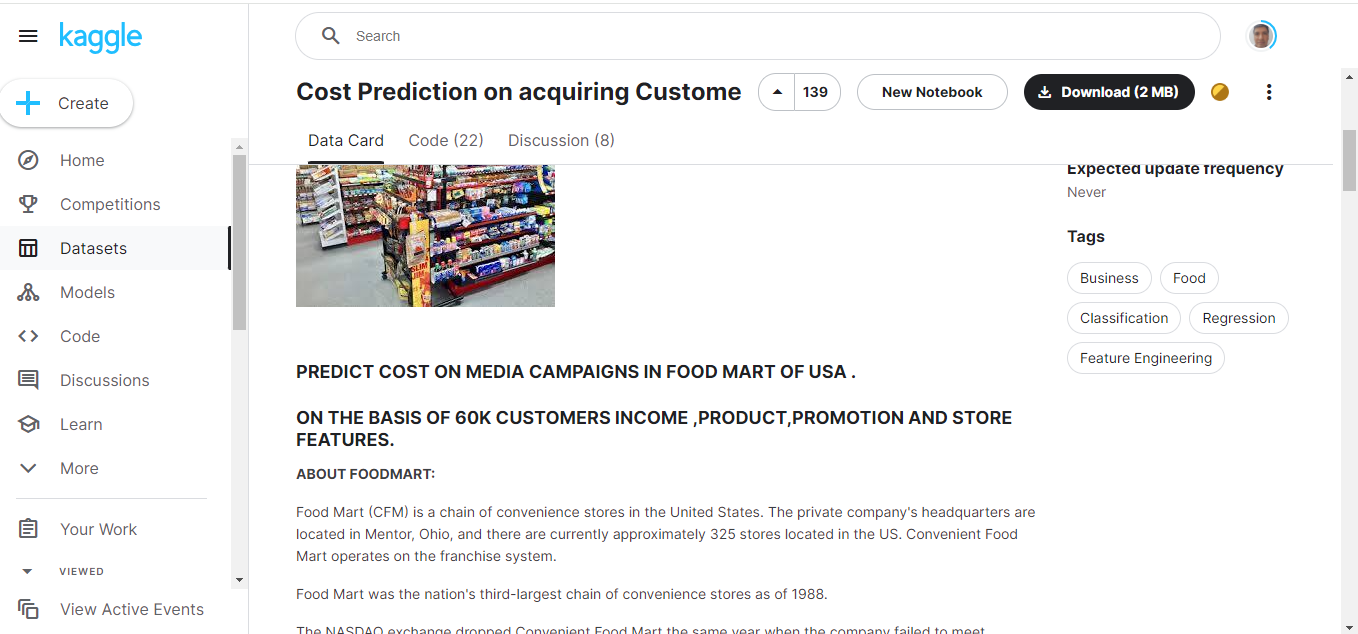 kaggle
Search
Create
Home
Competitions
Datasets
Models
Code
Discussions
Learn
More
Your Work
VIEWED
View Active Events
Cost Prediction on acquiring Custome
139
New Notebook
Download (2 MB)
Data Card
Code (22)
Discussion (8)
SLIM
JIM
PREDICT COST ON MEDIA CAMPAIGNS IN FOOD MART OF USA .
ON THE BASIS OF 60K CUSTOMERS INCOME ,PRODUCT,PROMOTION AND STORE
FEATURES.
ABOUT FOODMART:
Food Mart (CFM) is a chain of convenience stores in the United States. The private company's headquarters are
located in Mentor, Ohio, and there are currently approximately 325 stores located in the US. Convenient Food
Mart operates on the franchise system.
Food Mart was the nation's third-largest chain of convenience stores as of 1988.
The NASDAQ exchange dropped Convenient Food Mart the same year when the company failed to meet
Expected update frequency
Never
Tags
Business
Food
Classification
Regression
Feature Engineering